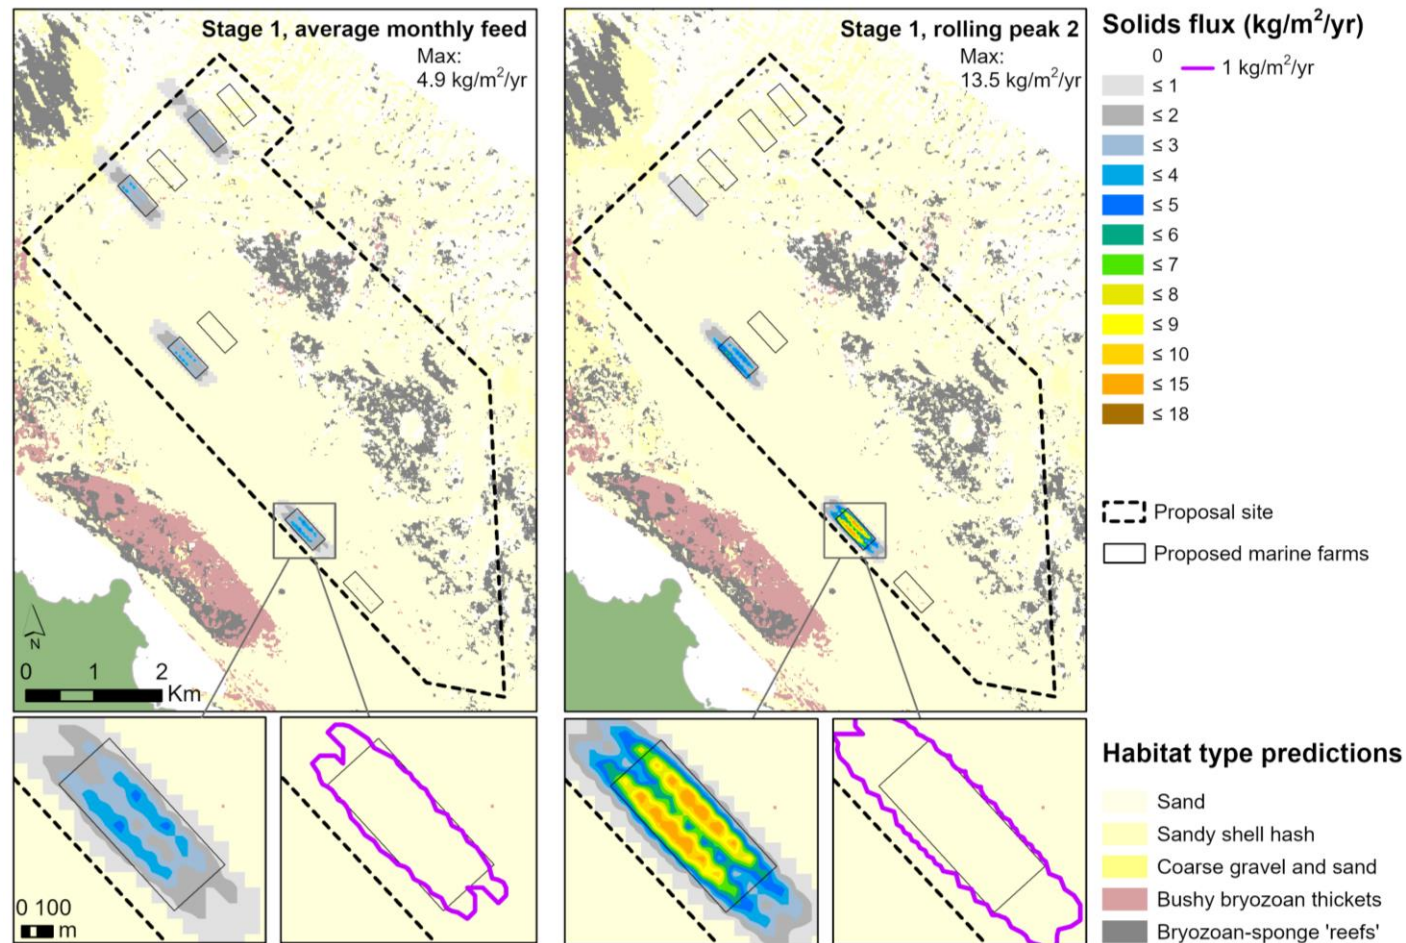 Stage 1, average monthly feed
Max:
4.9 kg/m²/yr
N
0 1 2
Km
0 100
m
Stage 1, rolling peak 2
Max:
13.5 kg/m²/yr
Solids flux (kg/m²/yr)
0
1 kg/m²/yr
≤ 1
≤ 2
≤ 3
≤ 4
≤ 5
≤ 6
≤ 7
≤ 8
≤ 9
≤ 10
≤ 15
≤ 18
Proposal site
Proposed marine farms
Habitat type predictions
Sand
Sandy shell hash
Coarse gravel and sand
Bushy bryozoan thickets
Bryozoan-sponge 'reefs'